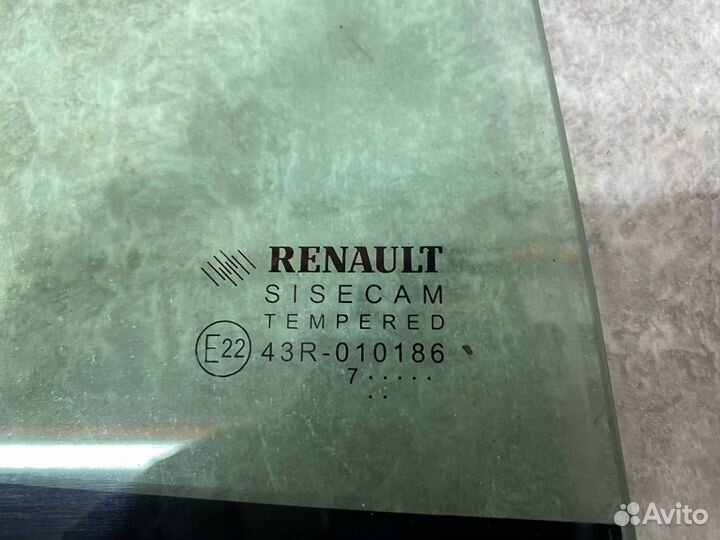 RENAULT
SISECAM
TEMPERED
E22 43R-010186
7.....
..
Avito